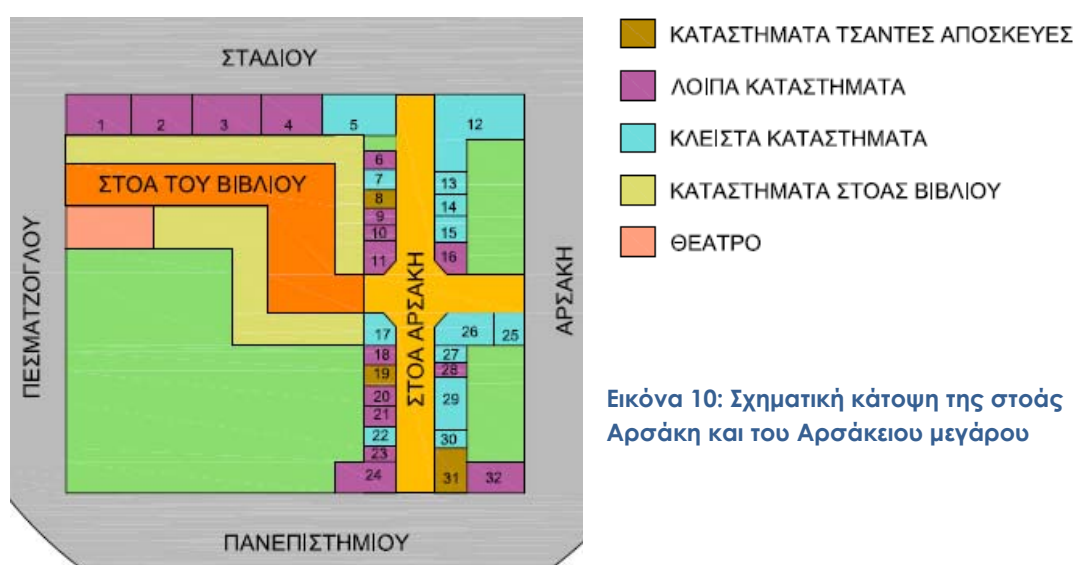 ΣΤΑΔΙΟΥ
1 2 3 4 5 12
6
7
8
9
10
11
13
14
15
16
ΣΤΟΑ ΤΟΥ ΒΙΒΛΙΟΥ
ΠΕΣΜΑΤΖΟΓΛΟΥ
ΣΤΟΑ ΑΡΣΑΚΗ
ΑΡΣΑΚΗ
17 26 25
18
19
20
21
22
23
24
27
28
29
30
31 32
ΠΑΝΕΠΙΣΤΗΜΙΟΥ
ΚΑΤΑΣΤΗΜΑΤΑ ΤΣΑΝΤΕΣ ΑΠΟΣΚΕΥΕΣ
ΛΟΙΠΑ ΚΑΤΑΣΤΗΜΑΤΑ
ΚΛΕΙΣΤΑ ΚΑΤΑΣΤΗΜΑΤΑ
ΚΑΤΑΣΤΗΜΑΤΑ ΣΤΟΑΣ ΒΙΒΛΙΟΥ
ΘΕΑΤΡΟ
Εικόνα 10: Σχηματική κάτοψη της στοάς
Αρσάκη και του Αρσάκειου μεγάρου